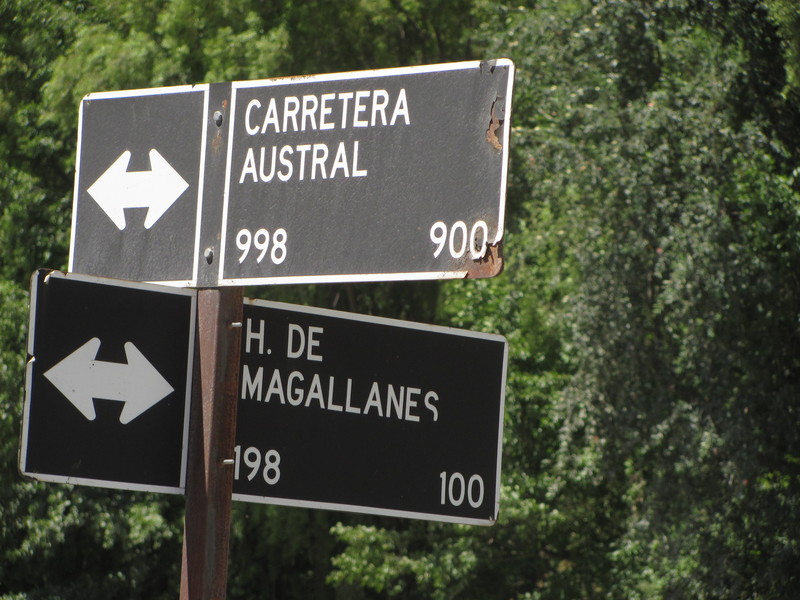 CARRETERA
AUSTRAL
998 900
H. DE
MAGALLANES
198 100